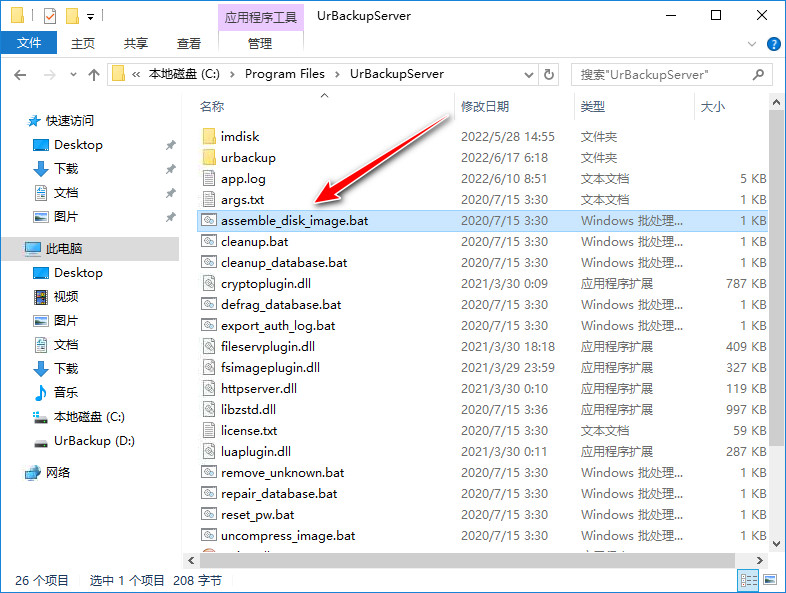 应用程序工具 UrBackupServer
文件 主页 共享 查看 管理
« 本地磁盘 (C:) › Program Files › UrBackupServer 搜索"UrBackupServer"
名称 修改日期 类型 大小
快速访问
Desktop
下载
文档
图片
此电脑
Desktop
视频
图片
文档
下载
音乐
本地磁盘 (C:)
UrBackup (D:)
网络
imdisk 2022/5/28 14:55 文件夹
urbackup 2022/6/17 6:18 文件夹
app.log 2022/6/10 8:51 文本文档 5 KB
args.txt 2020/7/15 3:30 文本文档 1 KB
assemble_disk_image.bat 2020/7/15 3:30 Windows 批处理... 1 KB
cleanup.bat 2020/7/15 3:30 Windows 批处理... 1 KB
cleanup_database.bat 2020/7/15 3:30 Windows 批处理... 1 KB
cryptoplugin.dll 2021/3/30 0:09 应用程序扩展 787 KB
defrag_database.bat 2020/7/15 3:30 Windows 批处理... 1 KB
export_auth_log.bat 2020/7/15 3:30 Windows 批处理... 1 KB
fileservplugin.dll 2021/3/30 18:18 应用程序扩展 409 KB
fsimageplugin.dll 2021/3/29 23:59 应用程序扩展 327 KB
httpserver.dll 2021/3/30 0:10 应用程序扩展 119 KB
libzstd.dll 2020/7/15 3:36 应用程序扩展 997 KB
license.txt 2020/7/15 3:30 文本文档 59 KB
luaplugin.dll 2021/3/30 0:11 应用程序扩展 287 KB
remove_unknown.bat 2020/7/15 3:30 Windows 批处理... 1 KB
repair_database.bat 2020/7/15 3:30 Windows 批处理... 1 KB
reset_pw.bat 2020/7/15 3:30 Windows 批处理... 1 KB
uncompress_image.bat 2020/7/15 3:30 Windows 批处理... 1 KB
26 个项目 选中 1 个项目 208 字节